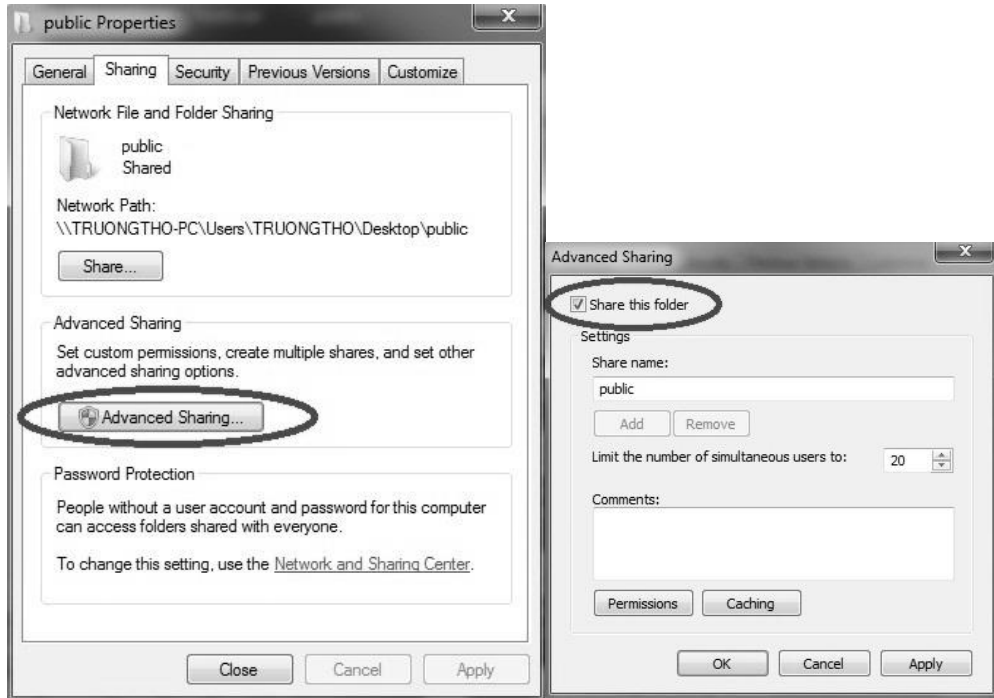 public Properties
General Sharing Security Previous Versions Customize
Network File and Folder Sharing
public
Shared
Network Path:
\\TRUONGTHO-PC\Users\TRUONGTHO\Desktop\public
Share...
Advanced Sharing
Set custom permissions, create multiple shares, and set other
advanced sharing options.
Advanced Sharing...
Password Protection
People without a user account and password for this computer
can access folders shared with everyone.
To change this setting, use the Network and Sharing Center.
Close Cancel Apply
Advanced Sharing
Share this folder
Settings
Share name:
public
Add Remove
Limit the number of simultaneous users to: 20
Comments:
Permissions Caching
OK Cancel Apply